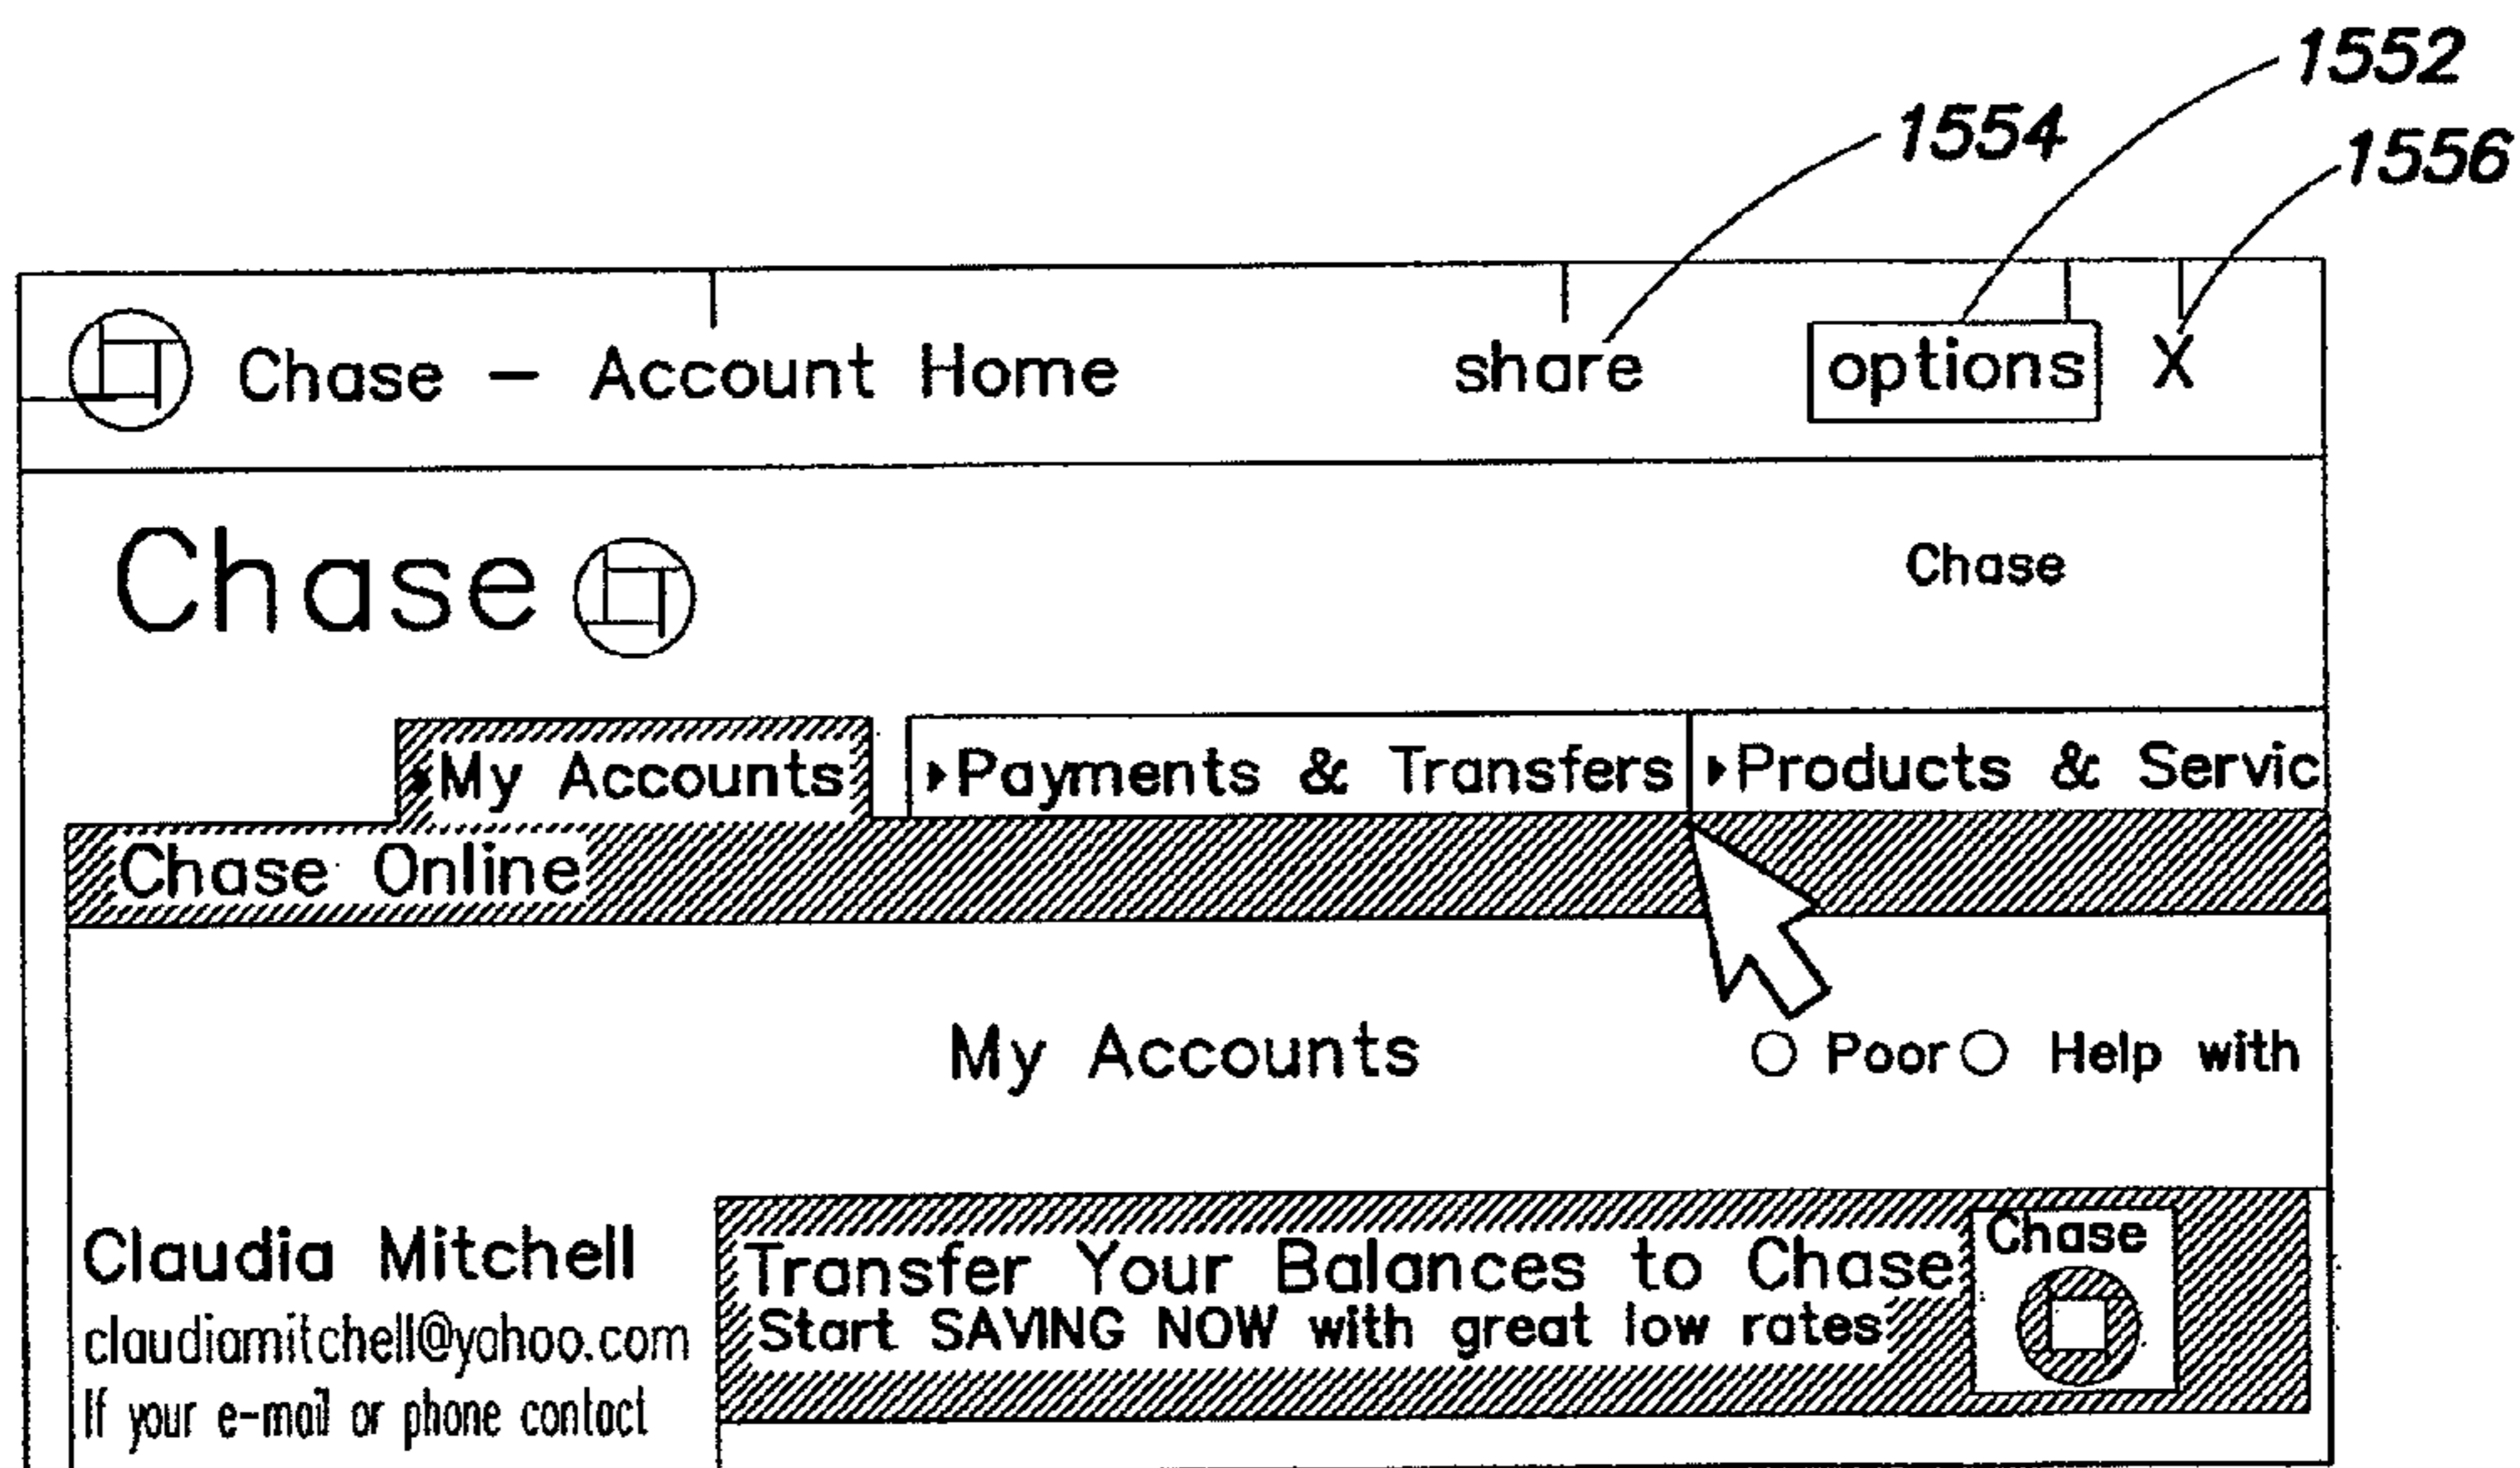 1552
1554
1556
Chase – Account Home share options X
Chase Chase
My Accounts Payments & Transfers Products & Servic
Chase Online
My Accounts Poor Help with
Claudia Mitchell
claudiamitchell@yahoo.com
If your e-mail or phone contact
Transfer Your Balances to Chase
Start SAVING NOW with great low rates
Chase